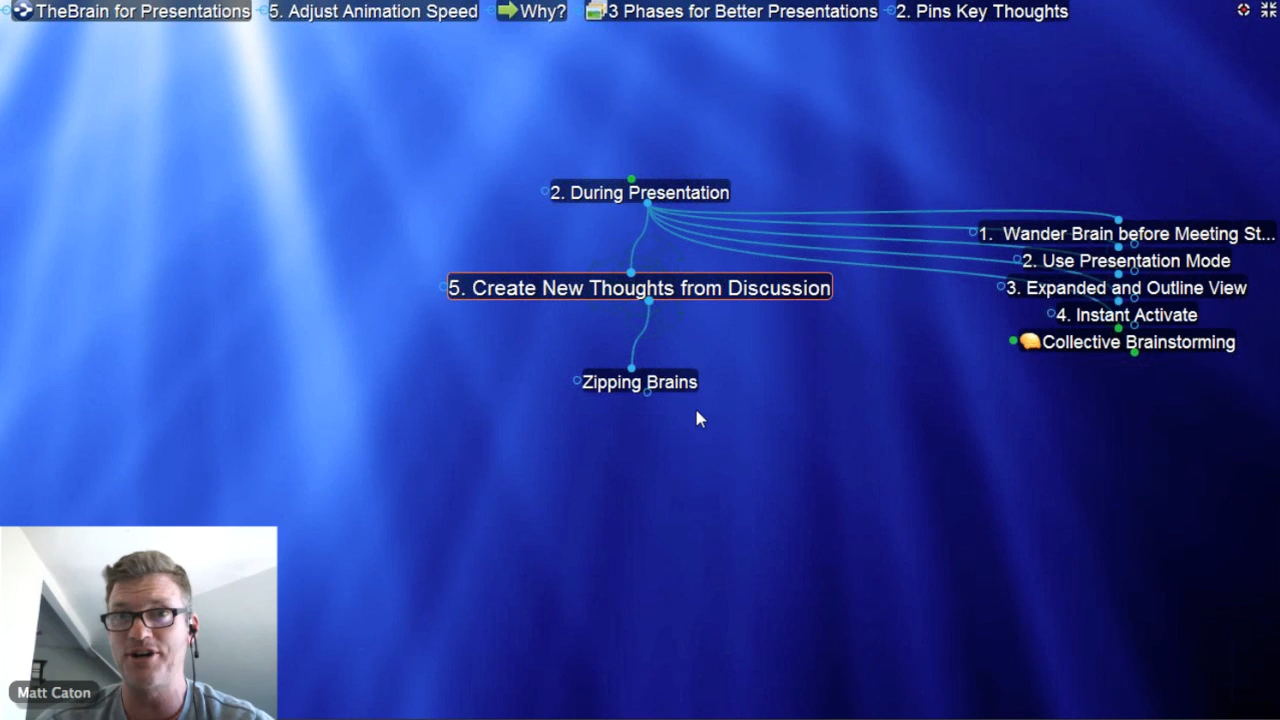 TheBrain for Presentations
5. Adjust Animation Speed
Why?
3 Phases for Better Presentations
2. Pins Key Thoughts
2. During Presentation
1. Wander Brain before Meeting St...
2. Use Presentation Mode
5. Create New Thoughts from Discussion
3. Expanded and Outline View
4. Instant Activate
Collective Brainstorming
Zipping Brains
Matt Caton